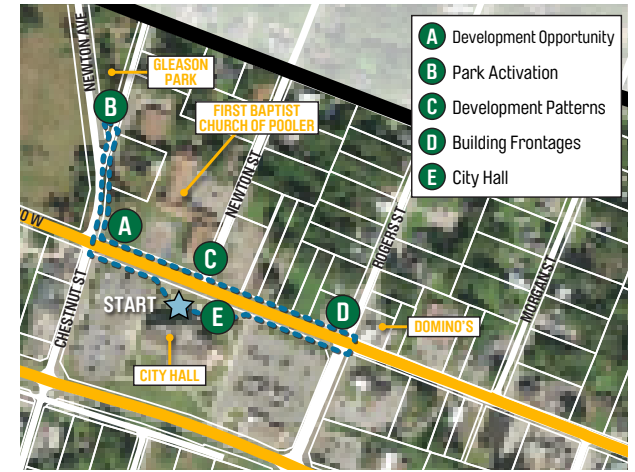 NEWTON AVE
GLEASON
PARK
B
FIRST BAPTIST
CHURCH OF POOLER
A Development Opportunity
B Park Activation
C Development Patterns
D Building Frontages
E City Hall
NEWTON ST
ROGERS ST
MORGAN ST
0 W
A
C
CHESTNUT ST
START
E
D
DOMINO'S
CITY HALL